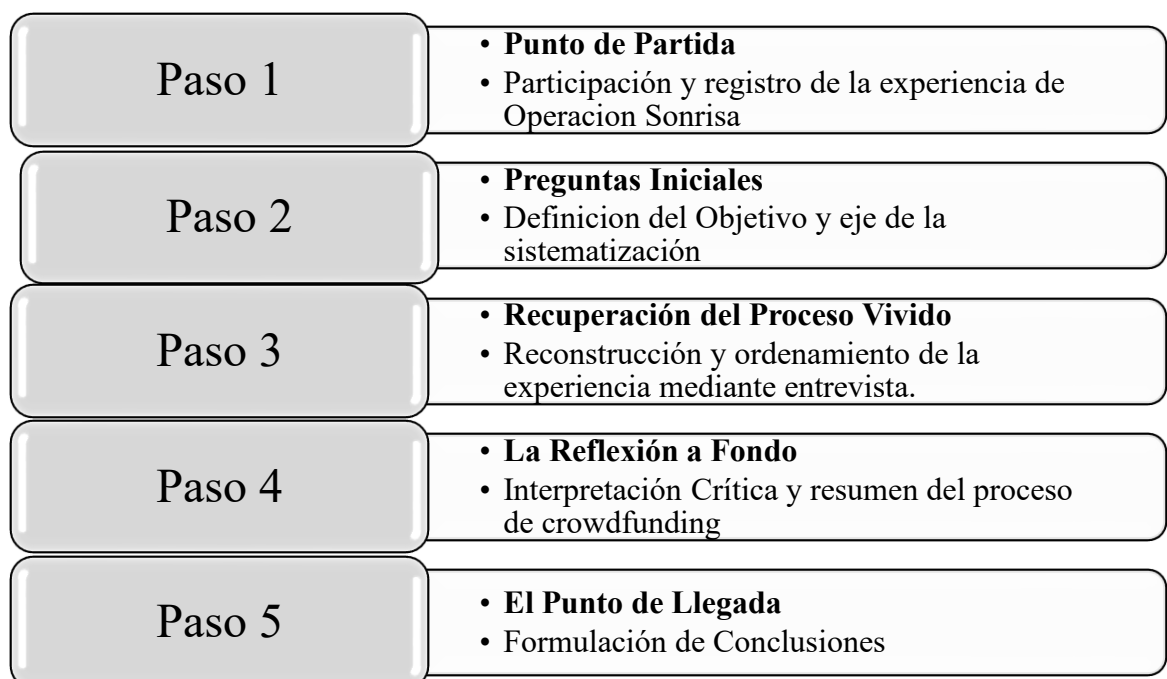 Paso 1
• Punto de Partida
• Participación y registro de la experiencia de
Operacion Sonrisa
Paso 2
• Preguntas Iniciales
• Definicion del Objetivo y eje de la
sistematización
Paso 3
• Recuperación del Proceso Vivido
• Reconstrucción y ordenamiento de la
experiencia mediante entrevista.
Paso 4
• La Reflexión a Fondo
• Interpretación Crítica y resumen del proceso
de crowdfunding
Paso 5
• El Punto de Llegada
• Formulación de Conclusiones